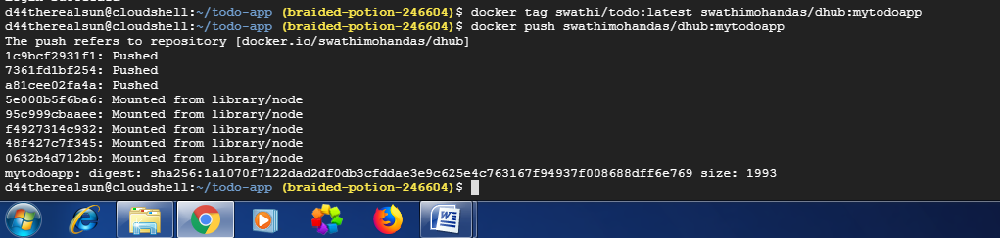 d44therealsun@cloudshell:~/todo-app (braided-potion-246604)$ docker tag swathi/todo:latest swathimohandas/dhub:mytodoapp
d44therealsun@cloudshell:~/todo-app (braided-potion-246604)$ docker push swathimohandas/dhub:mytodoapp
The push refers to repository [docker.io/swathimohandas/dhub]
1c9bcf2931f1: Pushed
7361fd1bf254: Pushed
a81cee02fa4a: Pushed
5e008b5f6ba6: Mounted from library/node
95c999cbaaee: Mounted from library/node
f4927314c932: Mounted from library/node
48f427c7f345: Mounted from library/node
0632b4d712bb: Mounted from library/node
mytodoapp: digest: sha256:1a1070f7122dad2df0db3cfddae3e9c625e4c763167f94937f008688dff6e769 size: 1993
d44therealsun@cloudshell:~/todo-app (braided-potion-246604)$